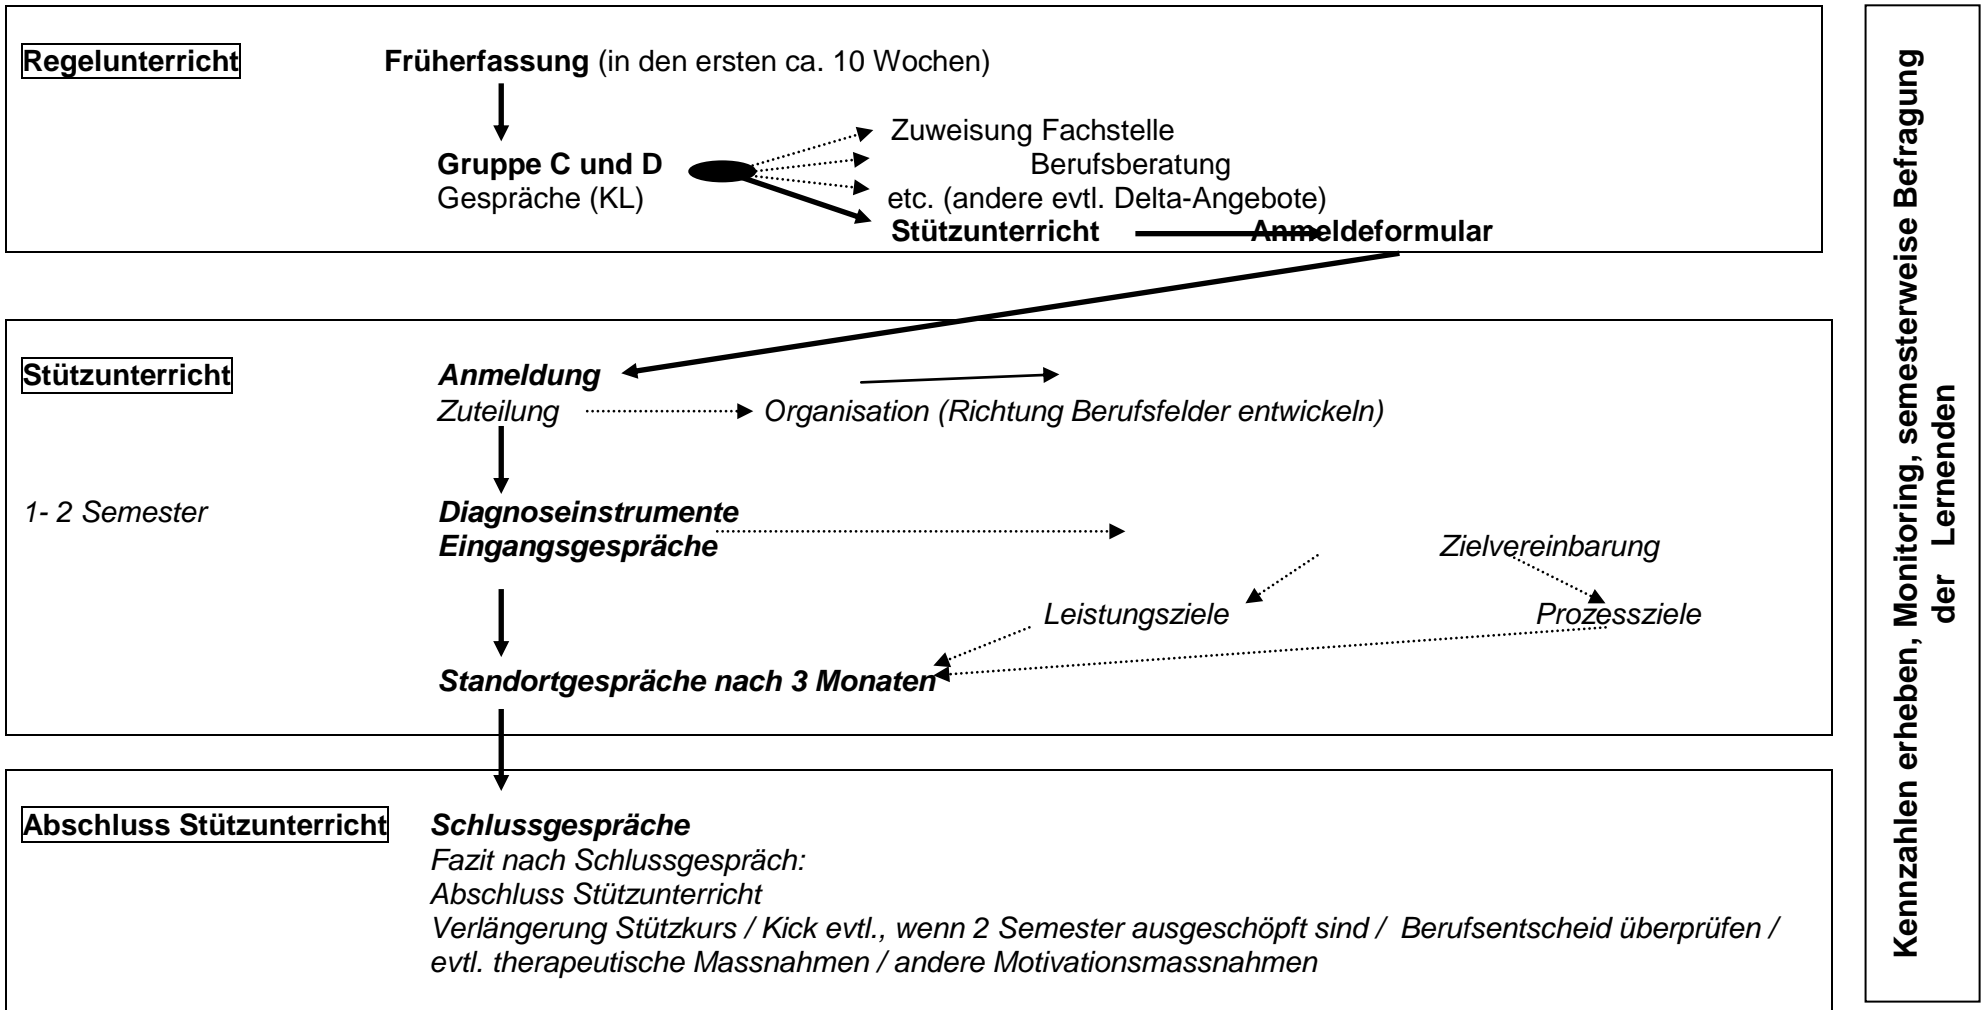 Regelunterricht Früherfassung (in den ersten ca. 10 Wochen)
Zuweisung Fachstelle
Gruppe C und D Berufsberatung
Gespräche (KL) etc. (andere evtl. Delta-Angebote)
Stützunterricht Anmeldeformular
Stützunterricht Anmeldung
Zuteilung Organisation (Richtung Berufsfelder entwickeln)
1- 2 Semester Diagnoseinstrumente
Eingangsgespräche Zielvereinbarung
Leistungsziele Prozessziele
Standortgespräche nach 3 Monaten
Abschluss Stützunterricht Schlussgespräche
Fazit nach Schlussgespräch:
Abschluss Stützunterricht
Verlängerung Stützkurs / Kick evtl., wenn 2 Semester ausgeschöpft sind / Berufsentscheid überprüfen /
evtl. therapeutische Massnahmen / andere Motivationsmassnahmen
Kennzahlen erheben, Monitoring, semesterweise Befragung
der Lernenden